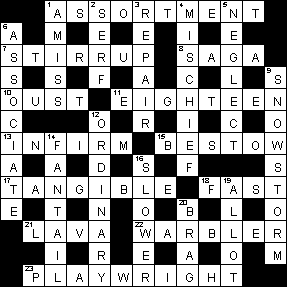 ASSORTMENT
A M E E I E
STIRRUP SAGA
S S F A C L S
OUST EIGHTEEN
C O R I C O
INFIRM BESTOW
A A D S F S
TANGIBLE FAST
E T N O B L O
LAVA WARBLER
I R E A O M
PLAYWRIGHT